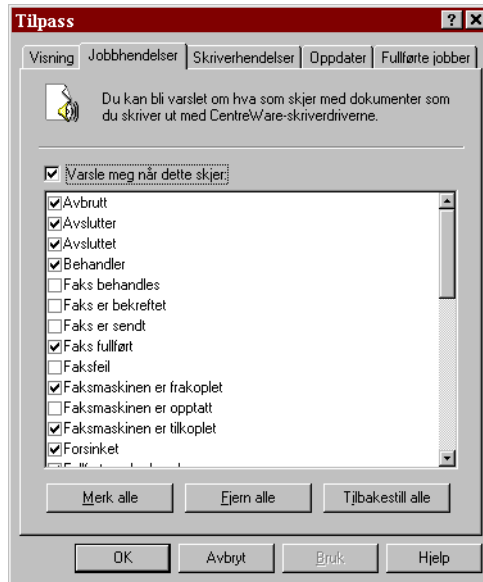 Tilpass
Visning Jobbhendelser Skriverhendelser Oppdater Fullførte jobber
Du kan bli varslet om hva som skjer med dokumenter som
du skriver ut med CentreWare-skriverdriverne.
Varsle meg når dette skjer:
Avbrutt
Avslutter
Avsluttet
Behandler
Faks behandles
Faks er bekreftet
Faks er sendt
Faks fullført
Faksfeil
Faksmaskinen er frakoplet
Faksmaskinen er opptatt
Faksmaskinen er tilkoplet
Forsinket
Merk alle Fjern alle Tilbakestill alle
OK Avbryt Bruk Hjelp